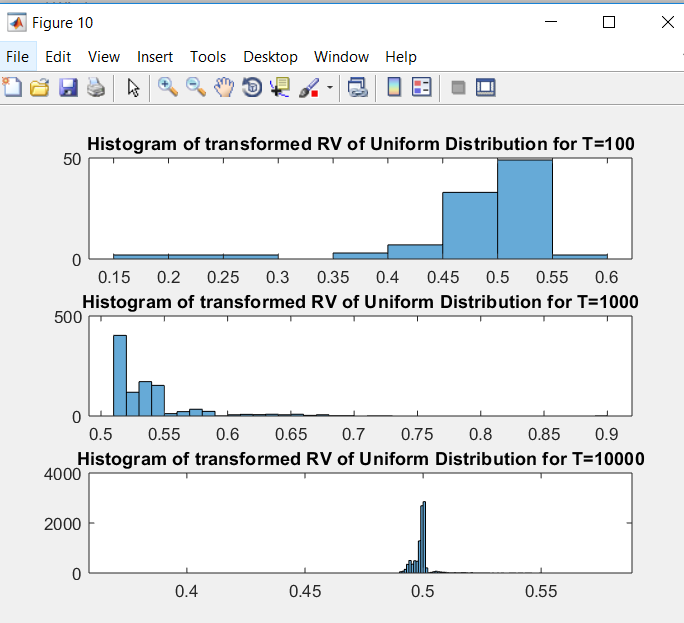 Figure 10
File Edit View Insert Tools Desktop Window Help
Histogram of transformed RV of Uniform Distribution for T=100
50
0
0.15 0.2 0.25 0.3 0.35 0.4 0.45 0.5 0.55 0.6
Histogram of transformed RV of Uniform Distribution for T=1000
500
0
0.5 0.55 0.6 0.65 0.7 0.75 0.8 0.85 0.9
Histogram of transformed RV of Uniform Distribution for T=10000
4000
2000
0
0.4 0.45 0.5 0.55